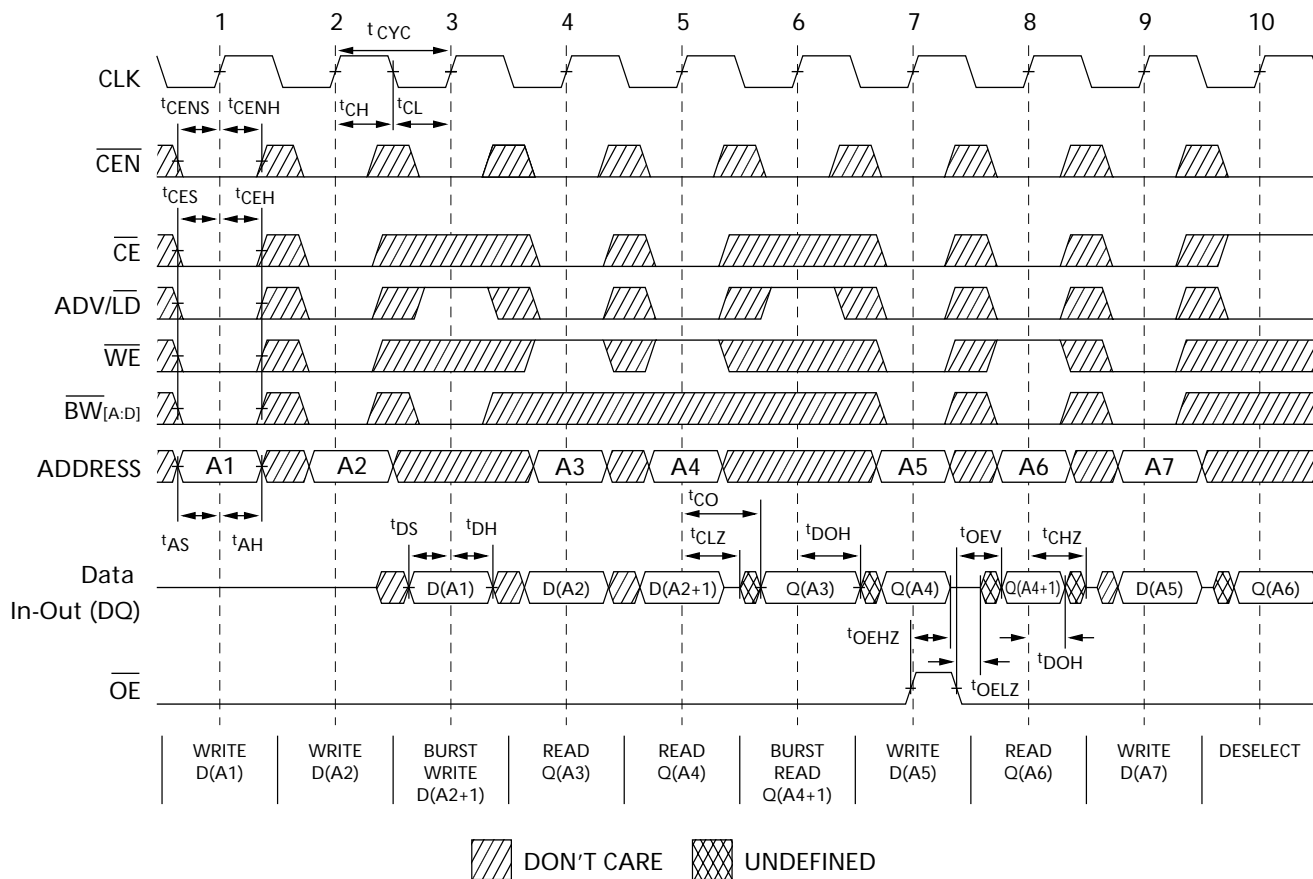 1 2 3 4 5 6 7 8 9 10
tCYC
CLK
tCENS tCENH tCH tCL
CEN
tCES tCEH
CE
ADV/LD
WE
BW[A:D]
ADDRESS A1 A2 A3 A4 A5 A6 A7
tCO
tAS tAH tDS tDH tCLZ tDOH tOEV tCHZ
Data
In-Out (DQ)
D(A1) D(A2) D(A2+1) Q(A3) Q(A4) Q(A4+1) D(A5) Q(A6)
tOEHZ tDOH
tOELZ
OE
WRITE
D(A1)
WRITE
D(A2)
BURST
WRITE
D(A2+1)
READ
Q(A3)
READ
Q(A4)
BURST
READ
Q(A4+1)
WRITE
D(A5)
READ
Q(A6)
WRITE
D(A7)
DESELECT
DON'T CARE UNDEFINED